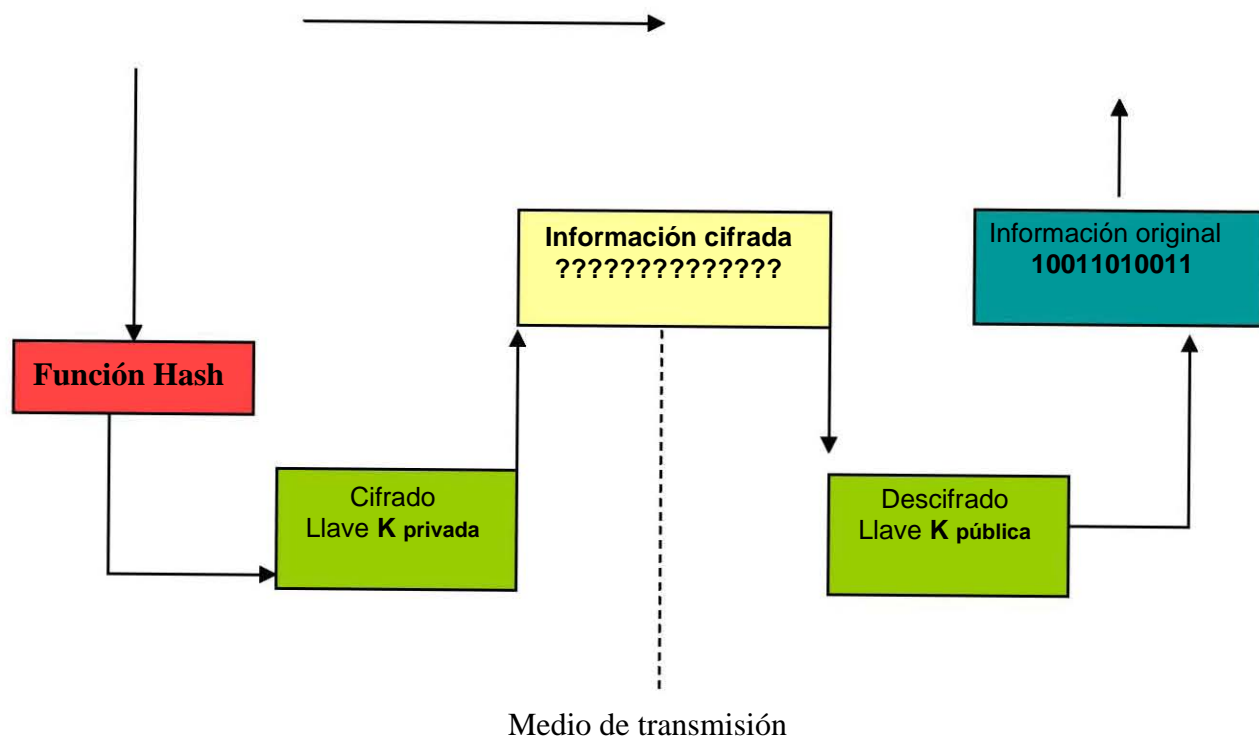 Información cifrada
??????????????
Información original
10011010011
Función Hash
Cifrado
Llave K privada
Descifrado
Llave K pública
Medio de transmisión